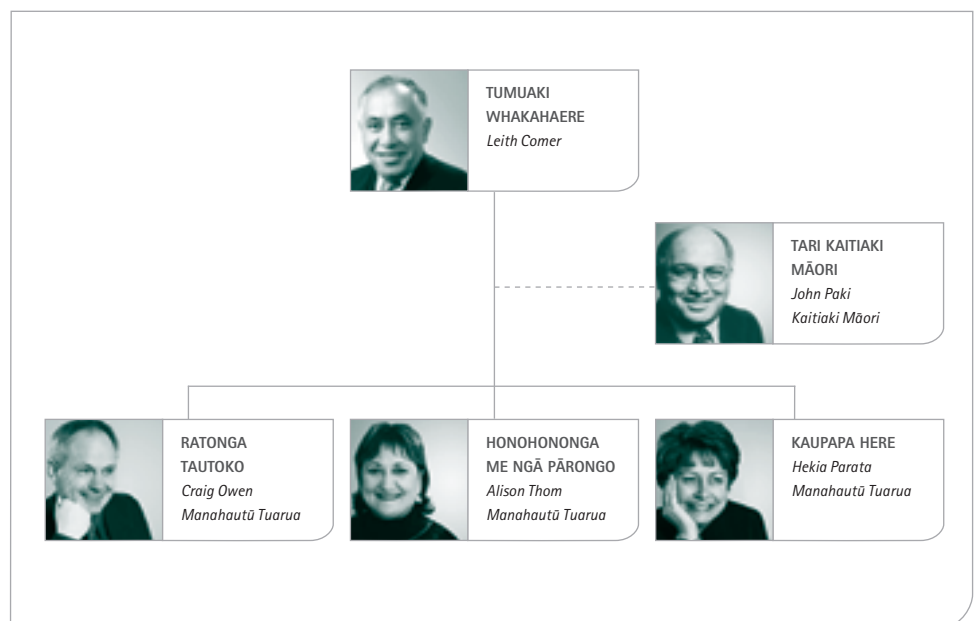 TUMUAKI
WHAKAHAERE
Leith Comer
TARI KAITIAKI
MĀORI
John Paki
Kaitiaki Māori
RATONGA
TAUTOKO
Craig Owen
Manahautū Tuarua
HONOHONONGA
ME NGĀ PĀRONGO
Alison Thom
Manahautū Tuarua
KAUPAPA HERE
Hekia Parata
Manahautū Tuarua